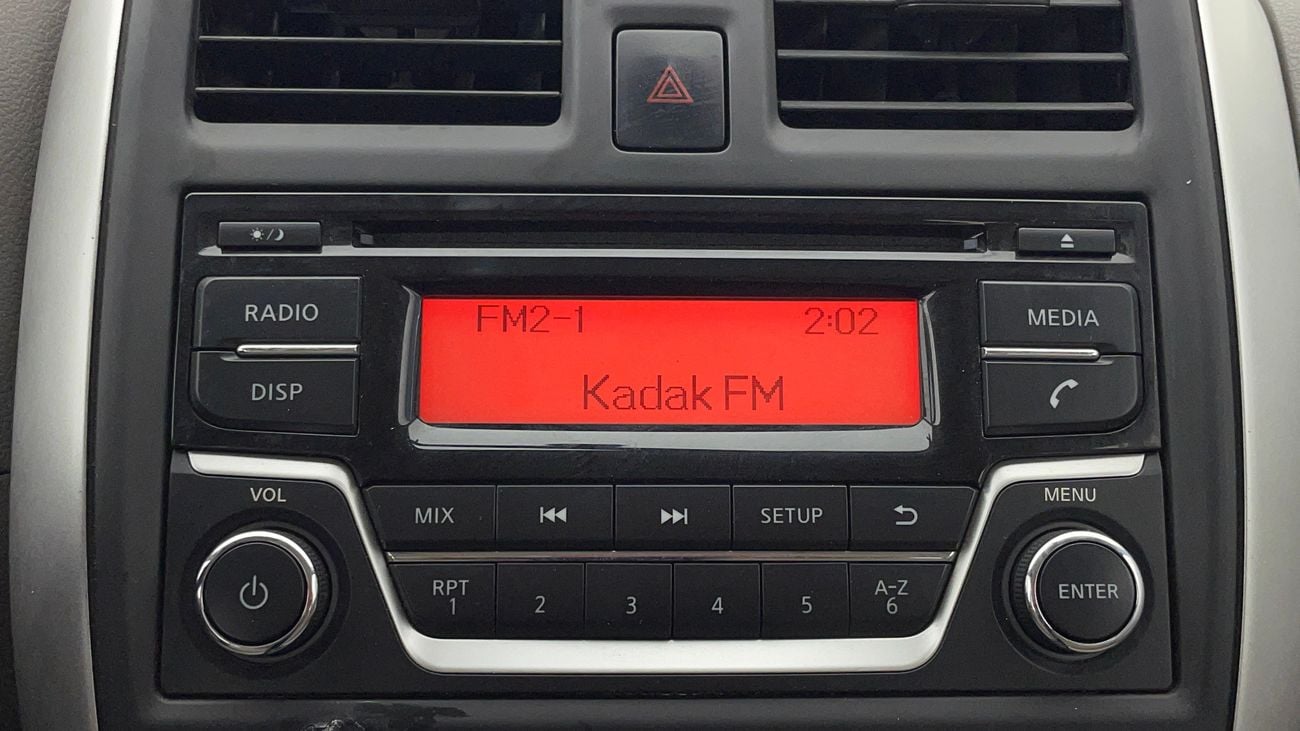 RADIO
DISP
FM2-1 2:02
Kadak FM
MEDIA
VOL
MENU
MIX SETUP
RPT 1 2 3 4 5 A-Z 6
ENTER